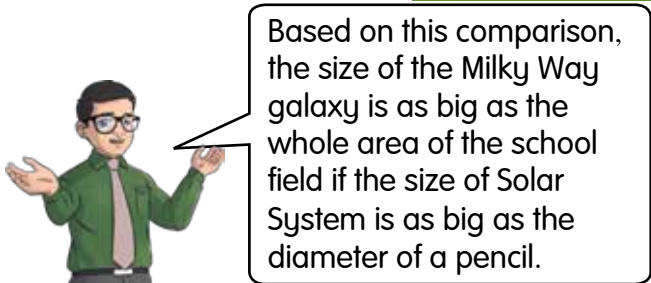 Based on this comparison,
the size of the Milky Way
galaxy is as big as the
whole area of the school
field if the size of Solar
System is as big as the
diameter of a pencil.